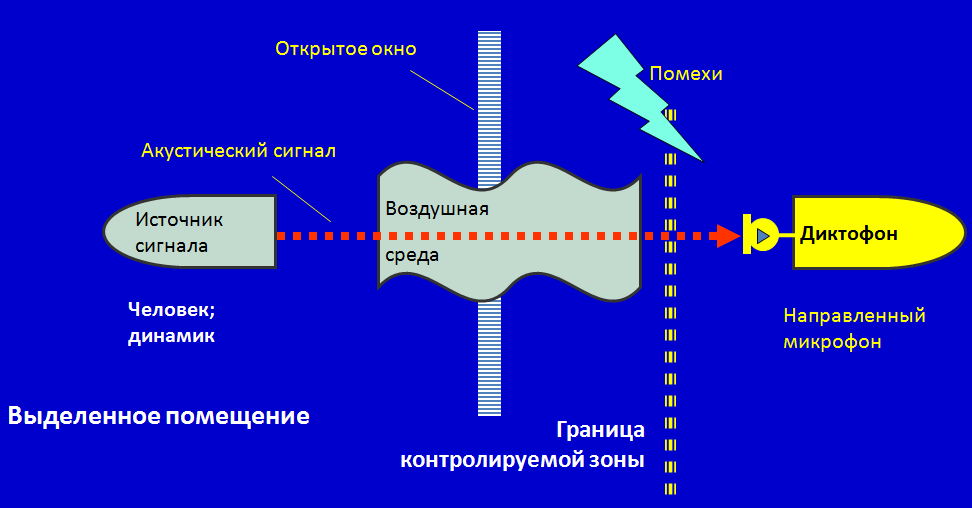 Открытое окно
Помехи
Акустический сигнал
Источник
сигнала
Воздушная
среда
Диктофон
Человек;
динамик
Направленный
микрофон
Выделенное помещение
Граница
контролируемой зоны